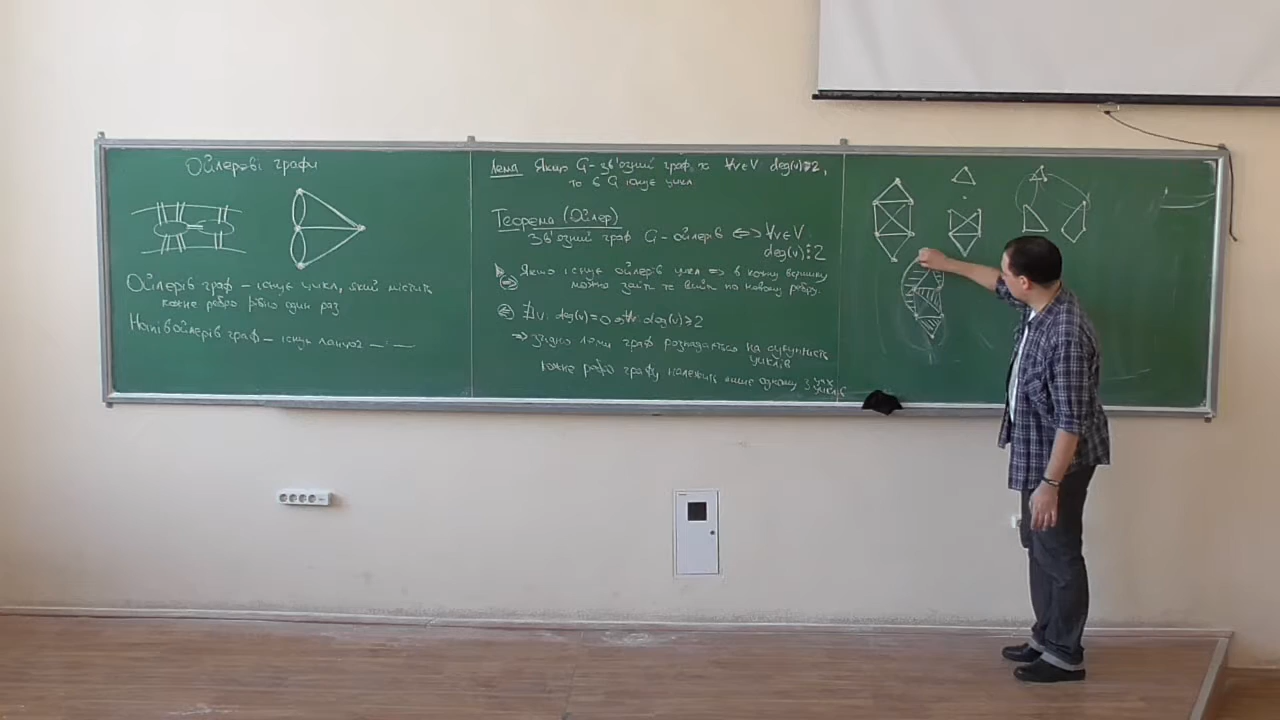 Ойлерові графи
Ойлерів граф – існує цикл, який містить
кожне ребро рівно один раз
Напівойлерів граф – існує ланцюг —:—
Лема Якщо G – зв'язний граф, та ∀v∈V deg(v)≥2,
то в G існує цикл
Теорема (Ойлер)
Зв'язний граф G – ойлерів ⟺ ∀v∈V
deg(v)⋮2
⇒ Якщо існує ойлерів цикл ⇒ в кожну вершину
можна зайти та вийти по новому ребру.
⇐ ∄v: deg(v)=0 ⇒ ∀v: deg(v)≥2
⇒ згідно леми граф розпадається на сукупність
циклів
Кожне ребро графу належить лише одному з цих
циклів